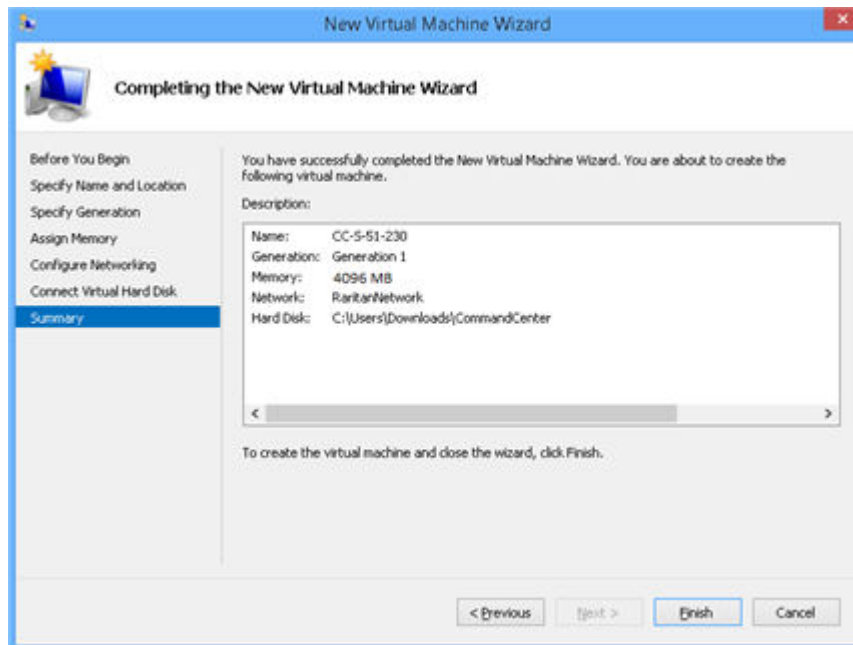 New Virtual Machine Wizard
Completing the New Virtual Machine Wizard
Before You Begin
Specify Name and Location
Specify Generation
Assign Memory
Configure Networking
Connect Virtual Hard Disk
Summary
You have successfully completed the New Virtual Machine Wizard. You are about to create the
following virtual machine.
Description:
Name: CC-S-51-230
Generation: Generation 1
Memory: 4096 MB
Network: RaritanNetwork
Hard Disk: C:\Users\Downloads\CommandCenter
To create the virtual machine and close the wizard, click Finish.
< Previous
Next >
Finish
Cancel